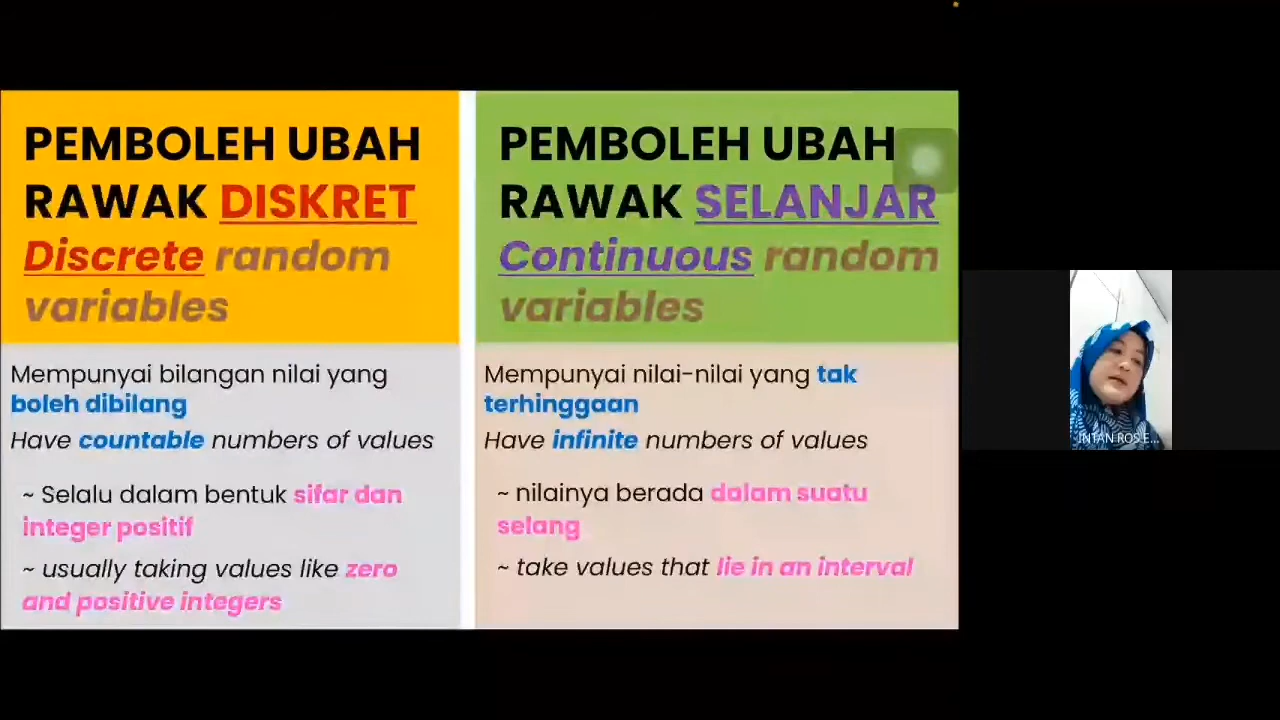 PEMBOLEH UBAH
RAWAK DISKRET
Discrete random
variables
Mempunyai bilangan nilai yang
boleh dibilang
Have countable numbers of values
~ Selalu dalam bentuk sifar dan
integer positif
~ usually taking values like zero
and positive integers
PEMBOLEH UBAH
RAWAK SELANJAR
Continuous random
variables
Mempunyai nilai-nilai yang tak
terhinggaan
Have infinite numbers of values
~ nilainya berada dalam suatu
selang
~ take values that lie in an interval
INTAN ROS E...